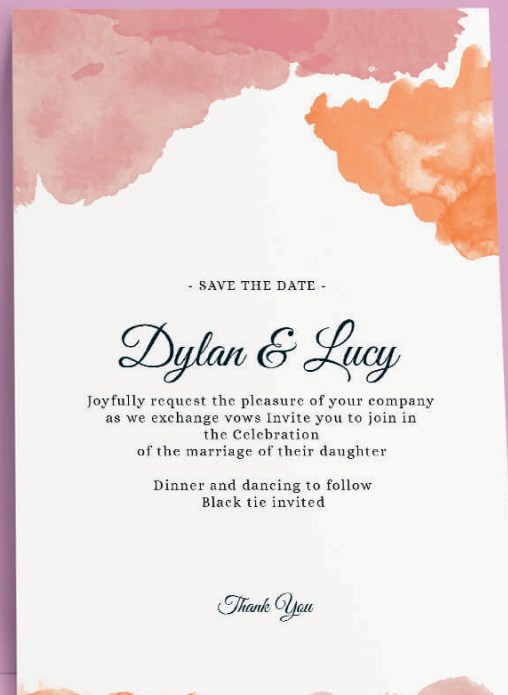 - SAVE THE DATE -
Dylan & Lucy
Joyfully request the pleasure of your company
as we exchange vows Invite you to join in
the Celebration
of the marriage of their daughter
Dinner and dancing to follow
Black tie invited
Thank You